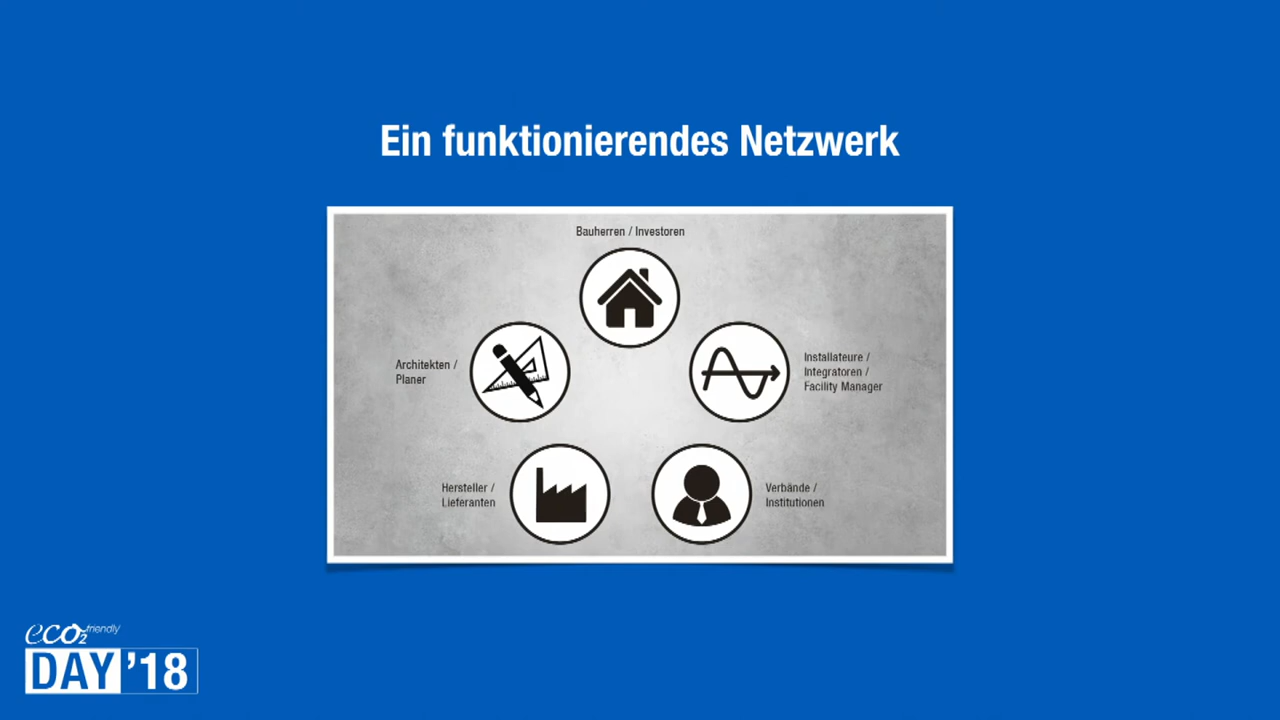 Ein funktionierendes Netzwerk
Bauherren / Investoren
Architekten /
Planer
Installateure /
Integratoren /
Facility Manager
Hersteller /
Lieferanten
Verbände /
Institutionen
eco2friendly
DAY '18